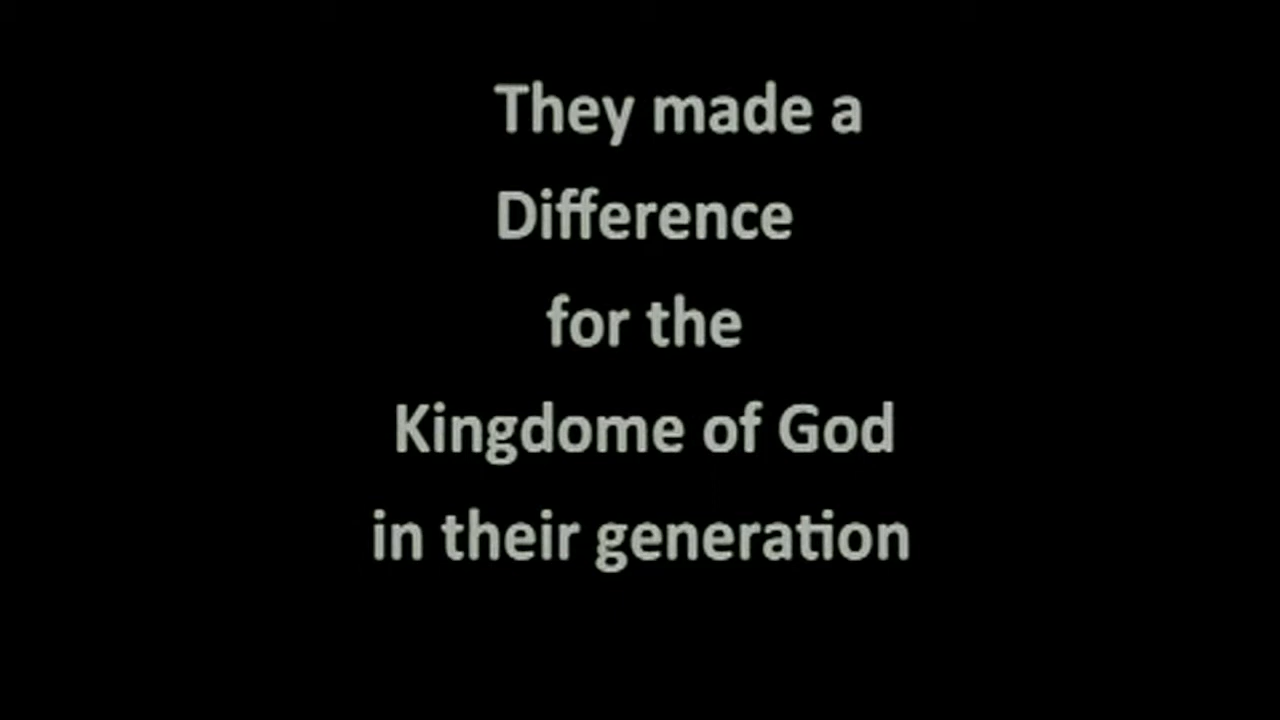 They made a
Difference
for the
Kingdome of God
in their generation